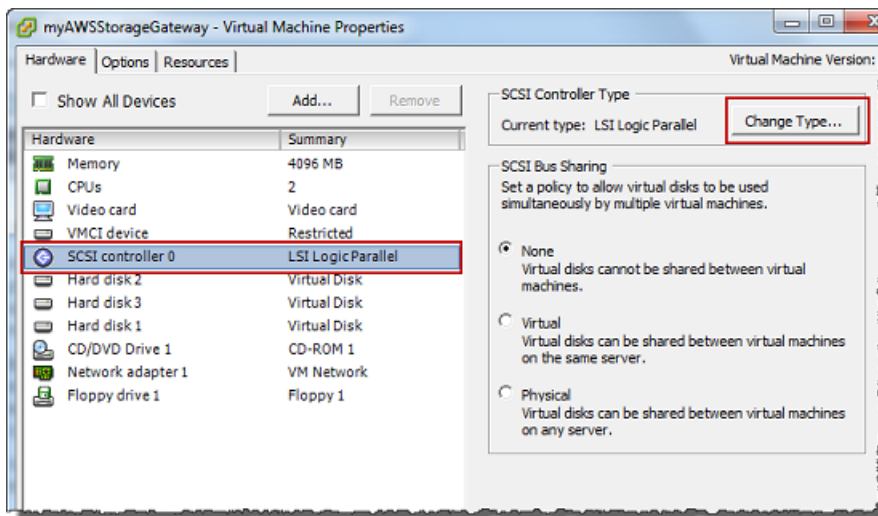 myAWSStorageGateway - Virtual Machine Properties
Hardware Options Resources
Virtual Machine Version:
Show All Devices
Add...
Remove
Hardware Summary
Memory 4096 MB
CPUs 2
Video card Video card
VMCI device Restricted
SCSI controller 0 LSI Logic Parallel
Hard disk 2 Virtual Disk
Hard disk 3 Virtual Disk
Hard disk 1 Virtual Disk
CD/DVD Drive 1 CD-ROM 1
Network adapter 1 VM Network
Floppy drive 1 Floppy 1
SCSI Controller Type
Current type: LSI Logic Parallel
Change Type...
SCSI Bus Sharing
Set a policy to allow virtual disks to be used
simultaneously by multiple virtual machines.
None
Virtual disks cannot be shared between virtual
machines.
Virtual
Virtual disks can be shared between virtual machines
on the same server.
Physical
Virtual disks can be shared between virtual machines
on any server.